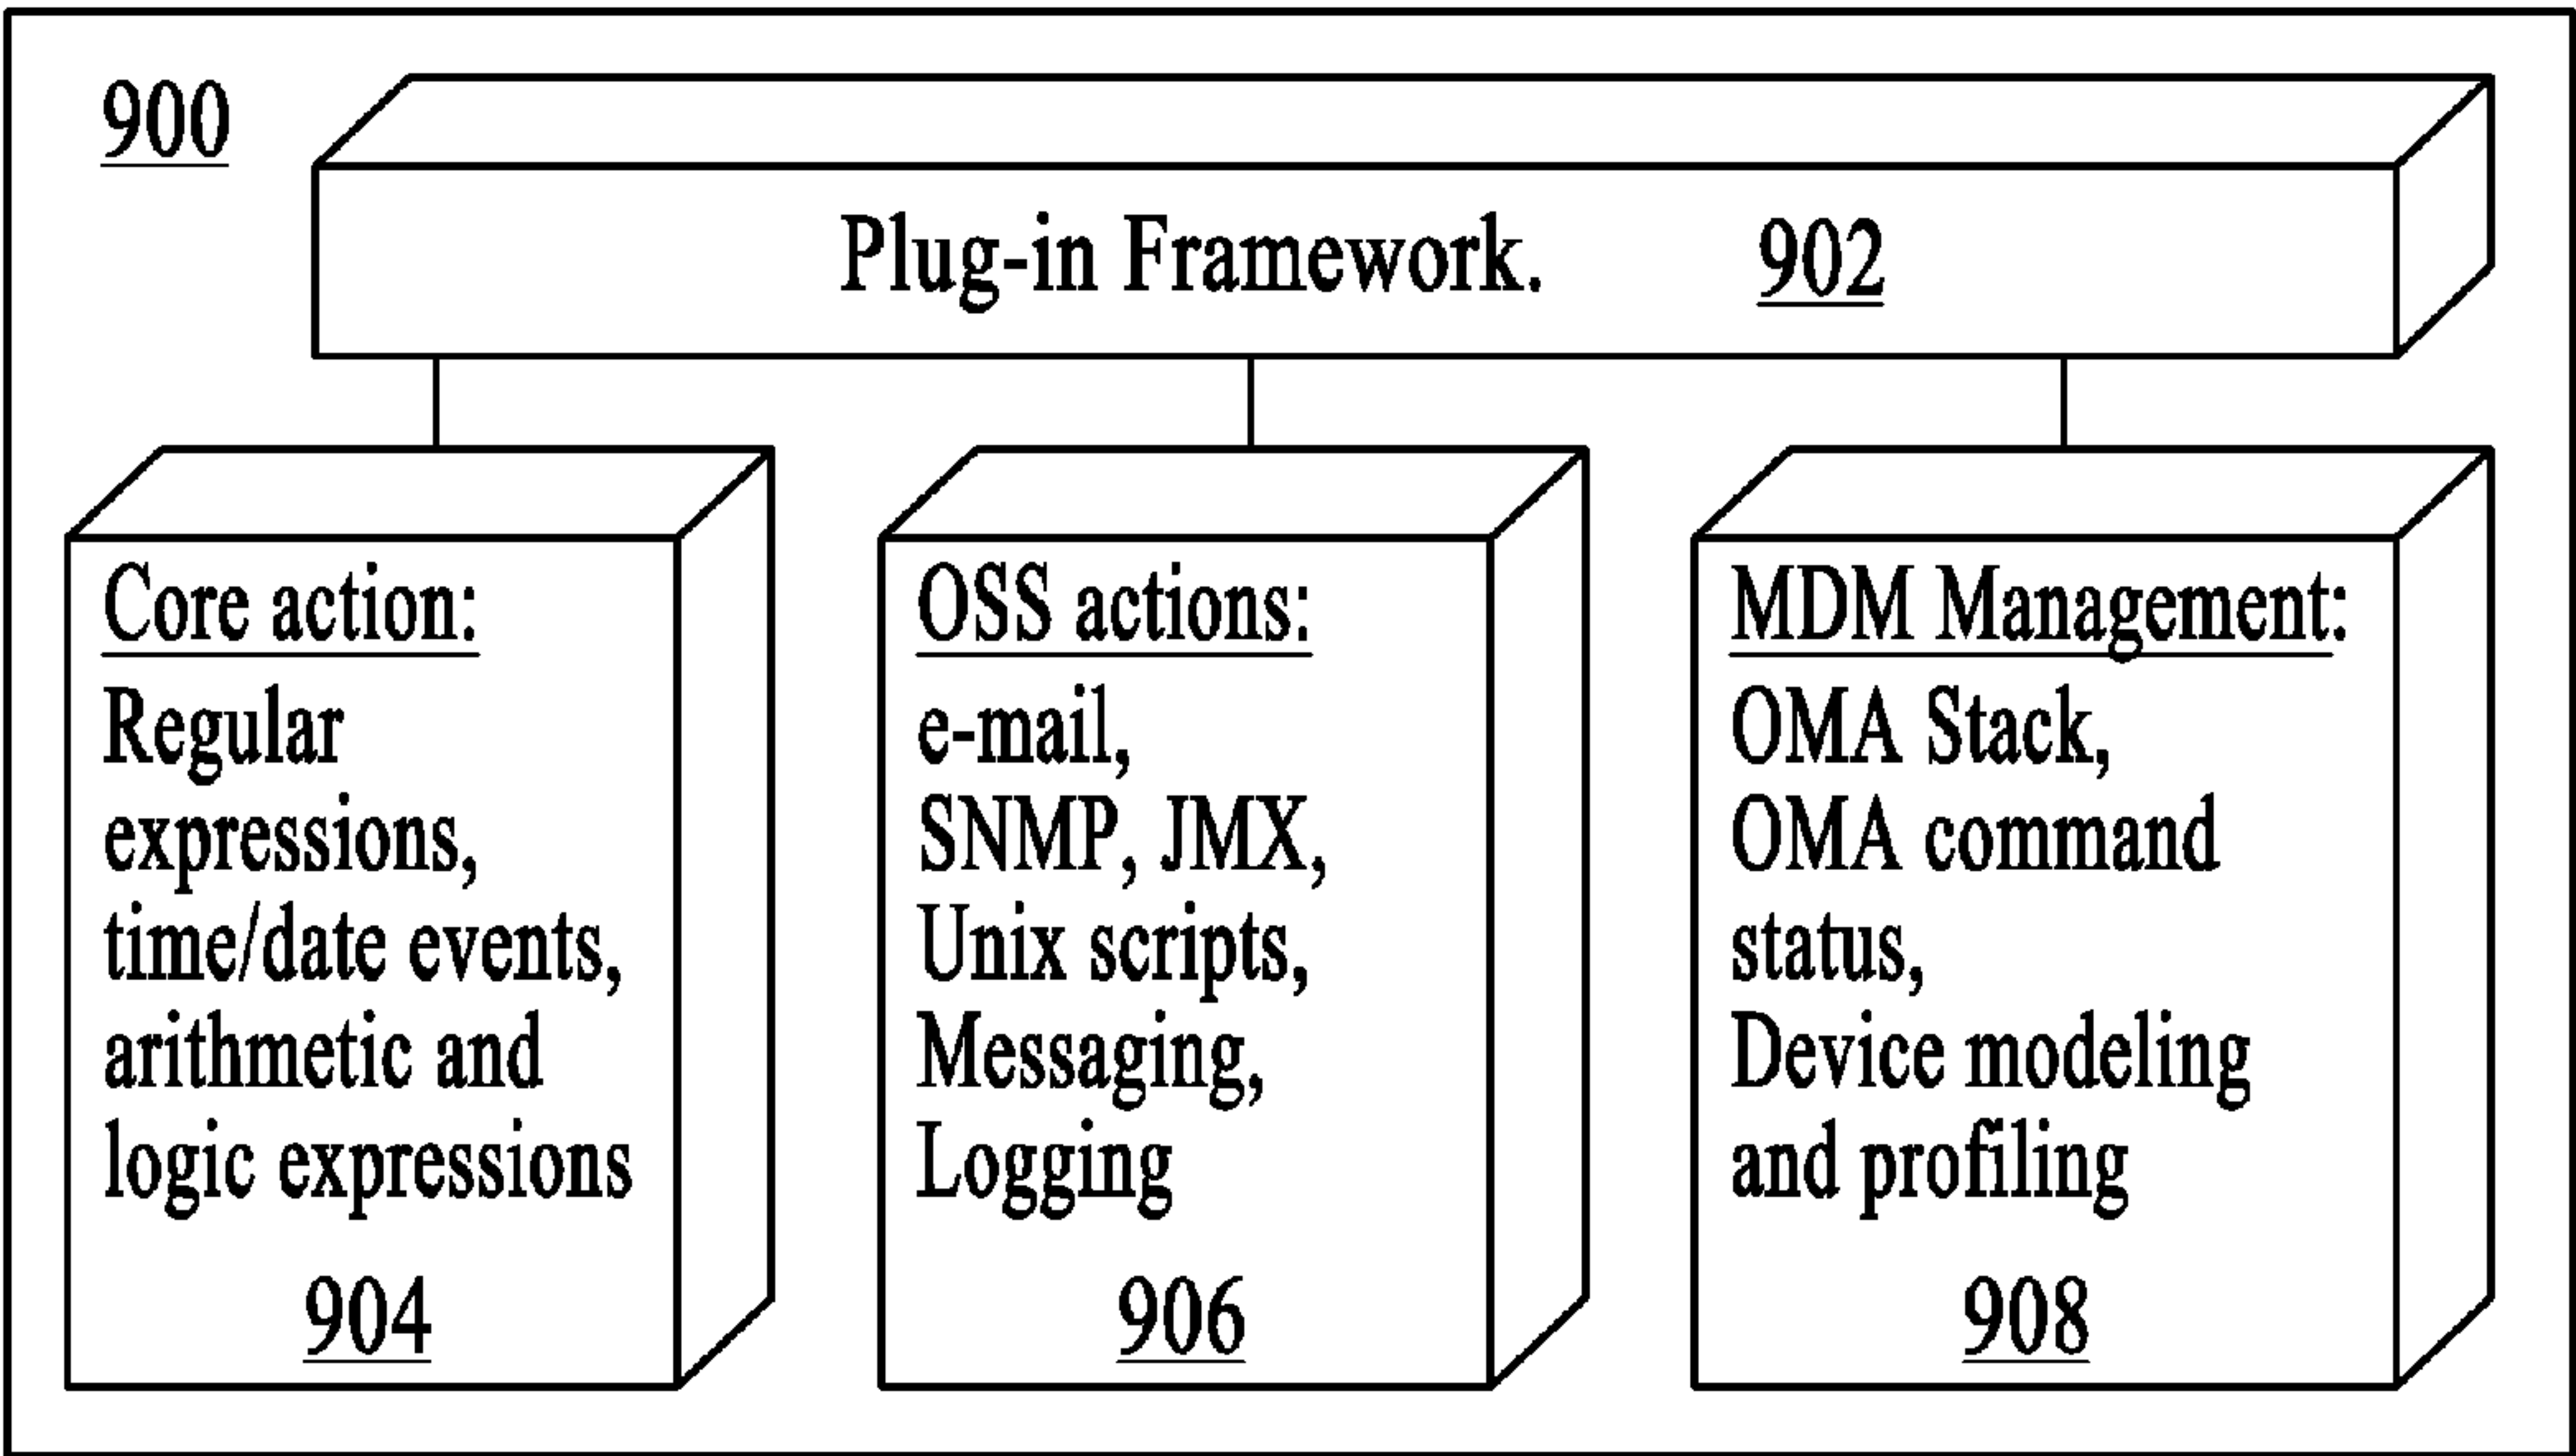 900
Plug-in Framework. 902
Core action:
Regular
expressions,
time/date events,
arithmetic and
logic expressions
904
OSS actions:
e-mail,
SNMP, JMX,
Unix scripts,
Messaging,
Logging
906
MDM Management:
OMA Stack,
OMA command
status,
Device modeling
and profiling
908